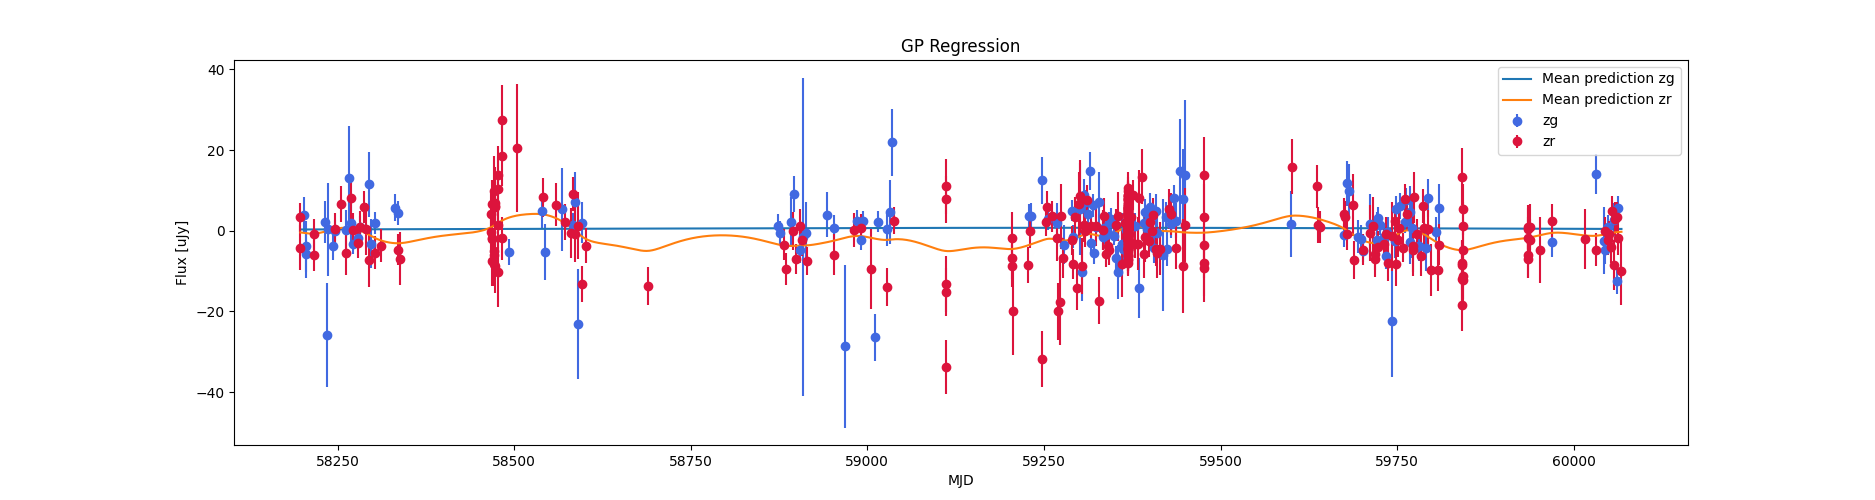 GP Regression
Mean prediction zg
Mean prediction zr
zg
zr
Flux [uJy]
40
20
0
−20
−40
58250
58500
58750
59000
59250
59500
59750
60000
MJD